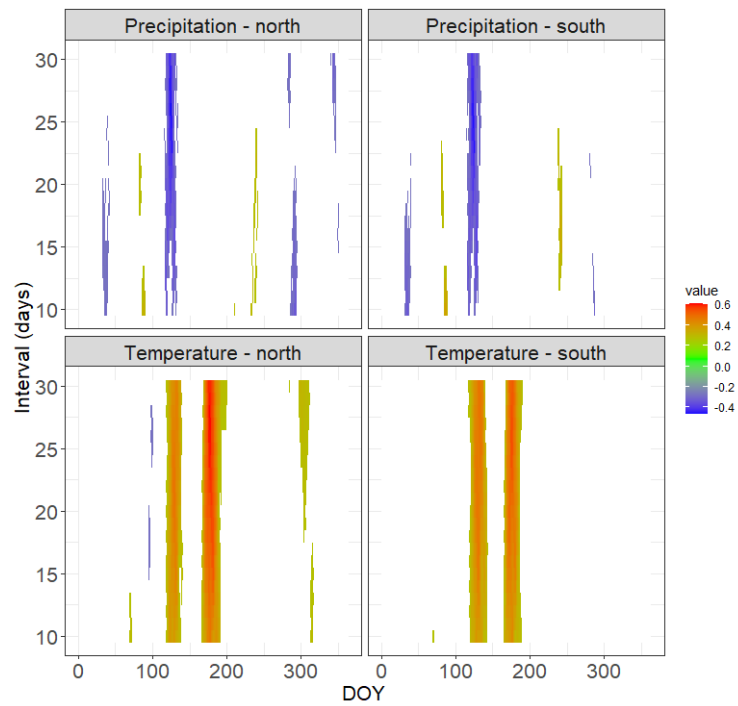 Precipitation - north
Precipitation - south
30
25
20
15
10
Temperature - north
Temperature - south
30
25
20
15
10
0 100 200 300
0 100 200 300
DOY
Interval (days)
value
0.6
0.4
0.2
0.0
-0.2
-0.4